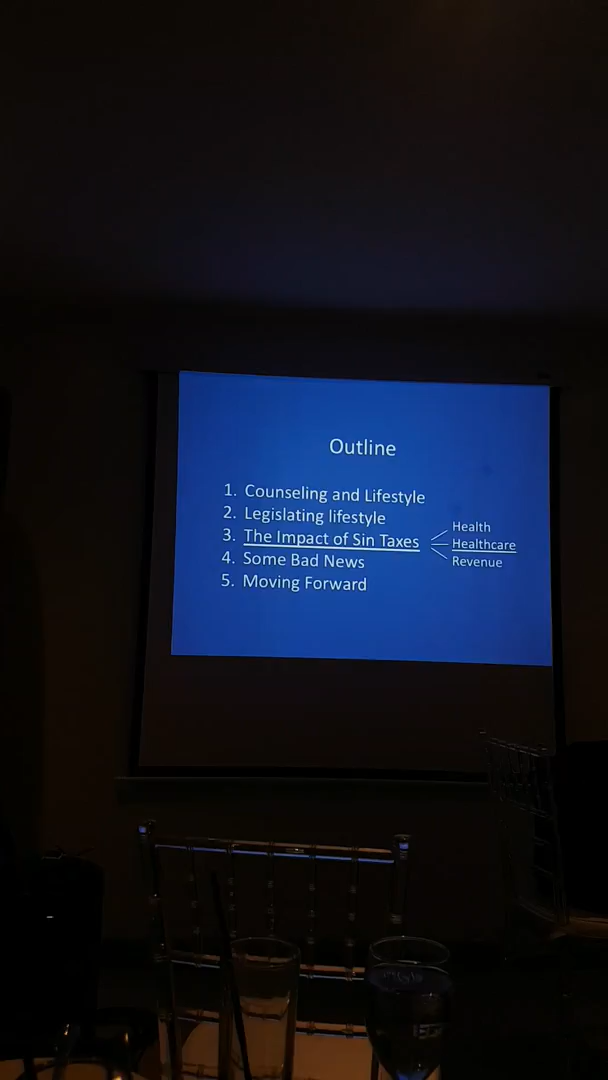 Outline
1. Counseling and Lifestyle
2. Legislating lifestyle
3. The Impact of Sin Taxes
Health
Healthcare
Revenue
4. Some Bad News
5. Moving Forward